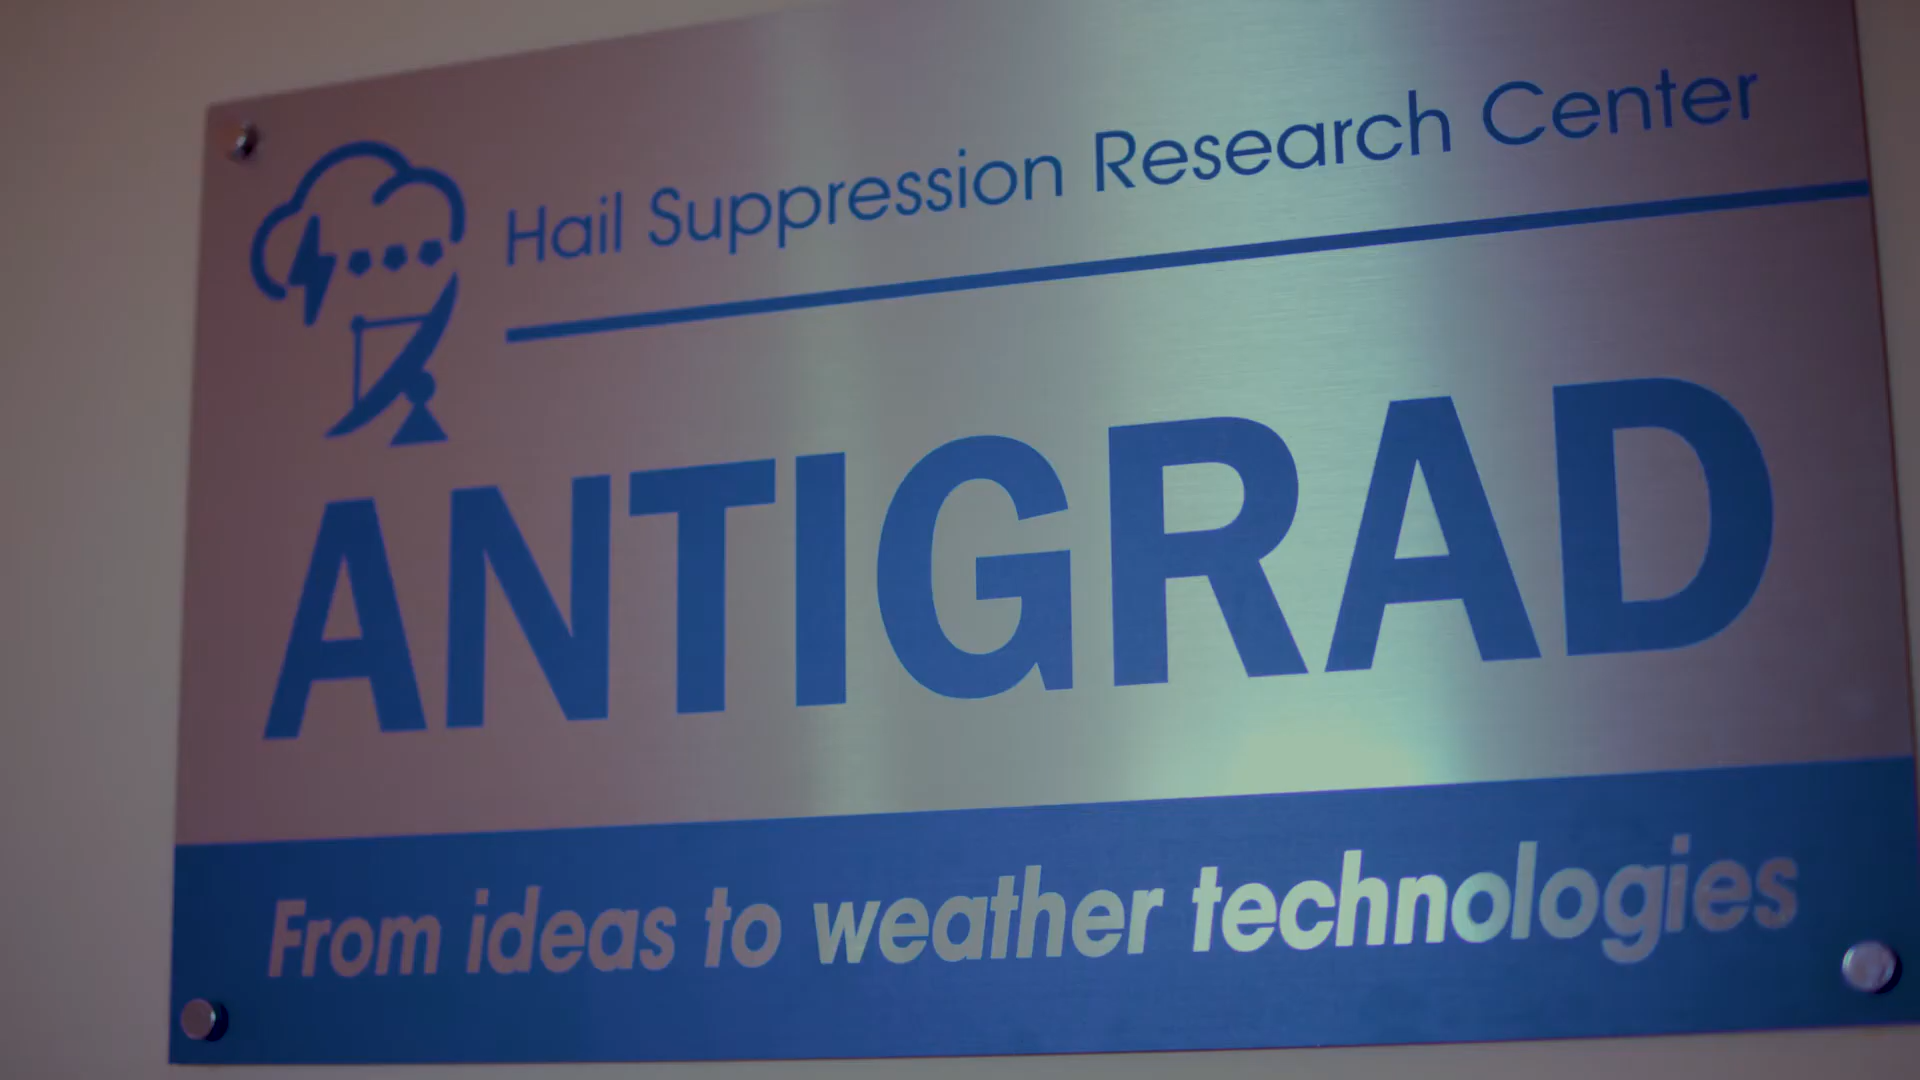 Hail Suppression Research Center
ANTIGRAD
From ideas to weather technologies